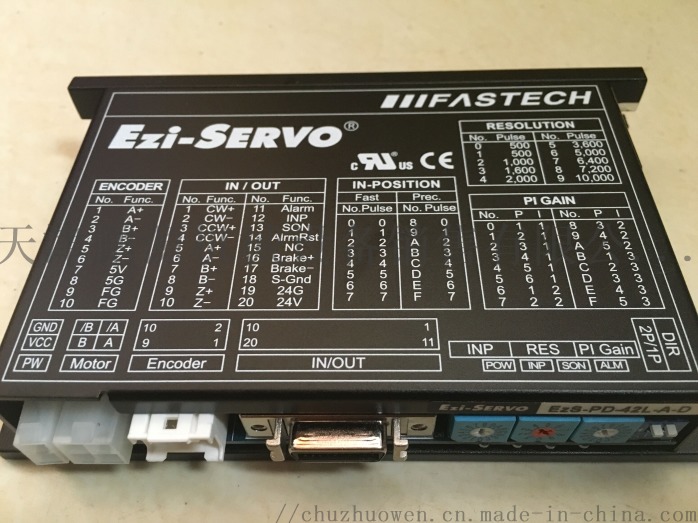 FASTECH
Ezi-SERVO®
c RU us CE
RESOLUTION
No. Pulse No. Pulse
0 500 5 3,600
1 500 6 5,000
2 1,000 7 6,400
3 1,600 8 7,200
4 2,000 9 10,000
ENCODER
No. Func.
1 A+
2 A-
3 B+
4 B-
5 Z+
6 Z-
7 5V
8 5G
9 FG
10 FG
IN / OUT
No. Func. No. Func.
1 CW+ 11 Alarm
2 CW- 12 INP
3 CCW+ 13 SON
4 CCW- 14 AlrmRst
5 A+ 15 NC
6 A- 16 Brake+
7 B+ 17 Brake-
8 B- 18 S-Gnd
9 Z+ 19 24G
10 Z- 20 24V
IN-POSITION
Fast Prec.
No. Pulse No. Pulse
0 0 8 0
1 1 9 1
2 2 A 2
3 3 B 3
4 4 C 4
5 5 D 5
6 6 E 6
7 7 F 7
PI GAIN
No. P I No. P I
GND /B /A 10 2 10 1
VCC B A 9 1 20 11
PW Motor Encoder IN/OUT
INP RES PI Gain
POW INP SON ALM
2P/1P
DIR
Ezi-SERVO
EzS-PD-42L-A-D
https://chuzhuowen.cn.made-in-china.com